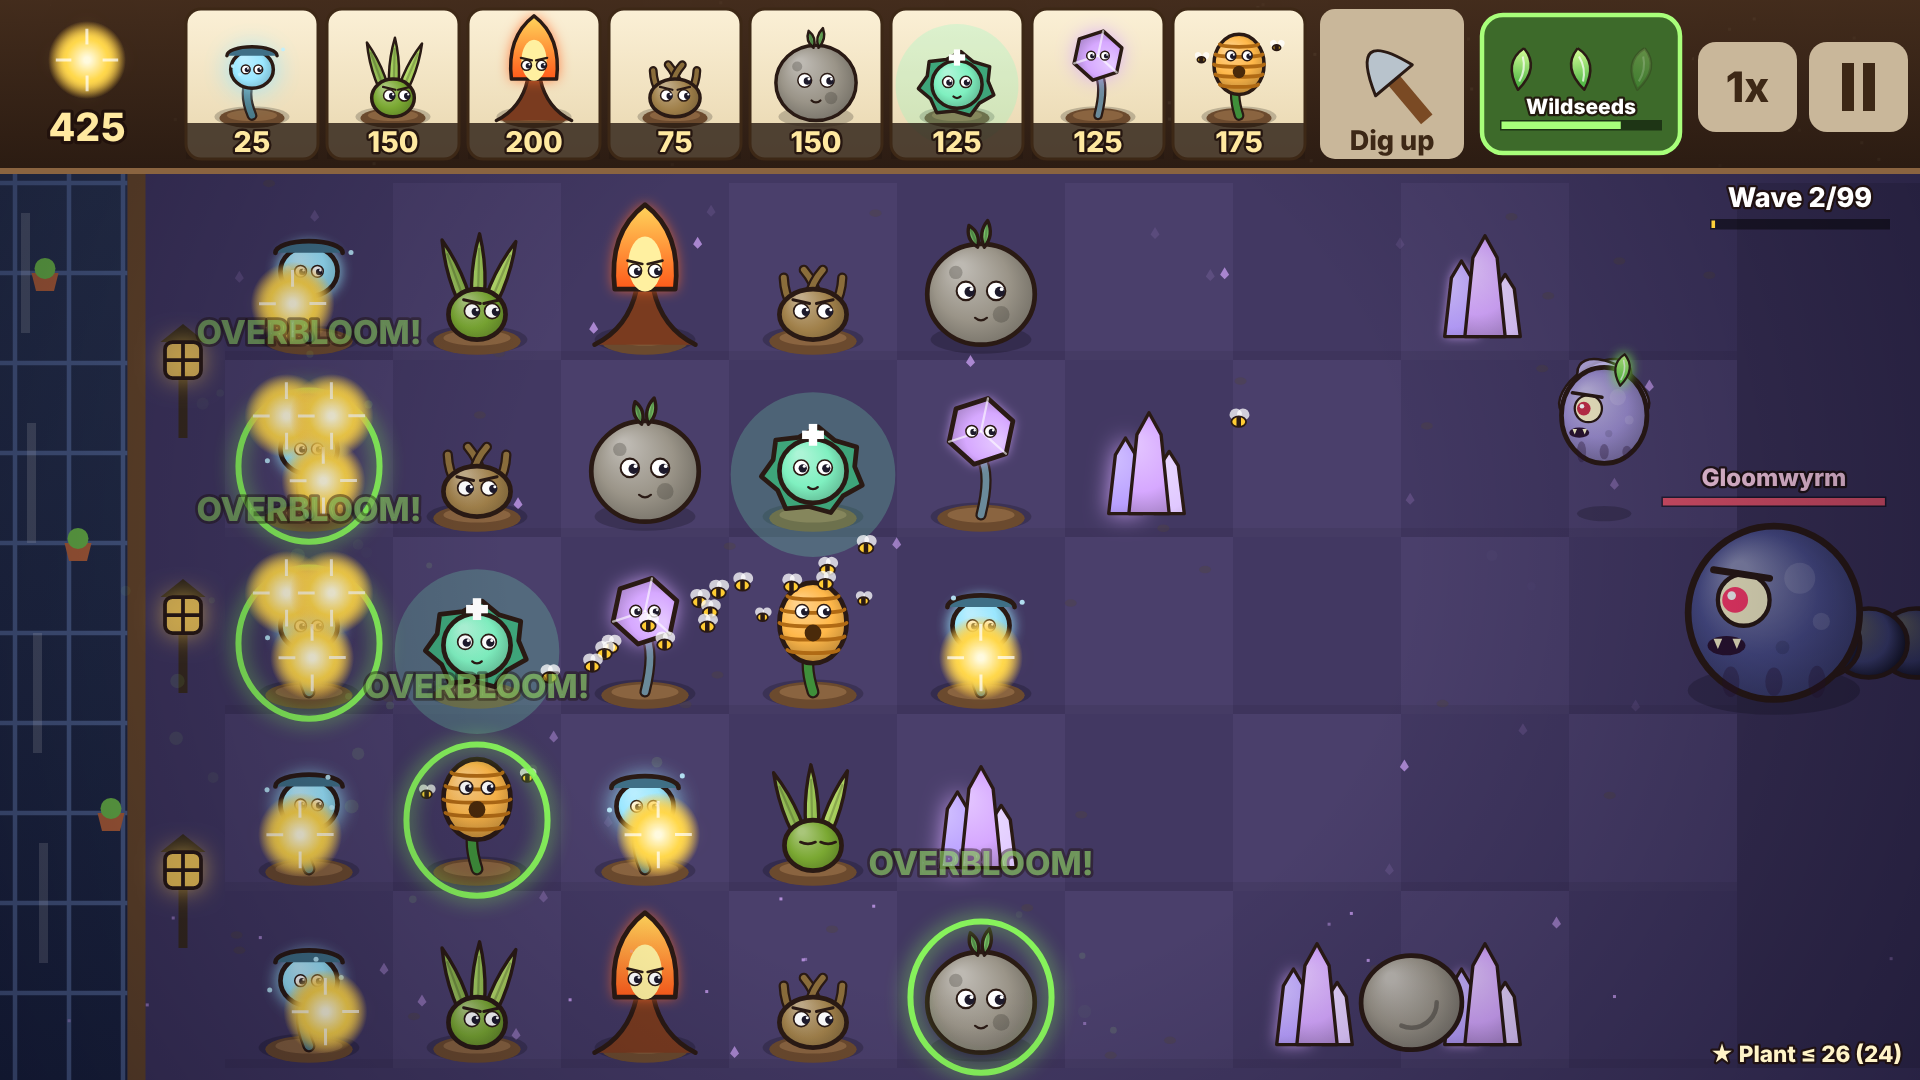 425
25
150
200
75
150
125
125
175
Dig up
Wildseeds
1x
Wave 2/99
OVERBLOOM!
Gloomwyrm
OVERBLOOM!
OVERBLOOM!
OVERBLOOM!
★ Plant ≤ 26 (24)